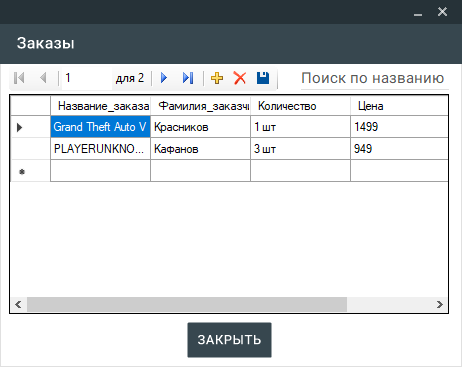 Заказы
1 для 2 Поиск по названию
Название_заказа Фамилия_заказчи Количество Цена
Grand Theft Auto V Красников 1 шт 1499
PLAYERUNKNO... Кафанов 3 шт 949
ЗАКРЫТЬ